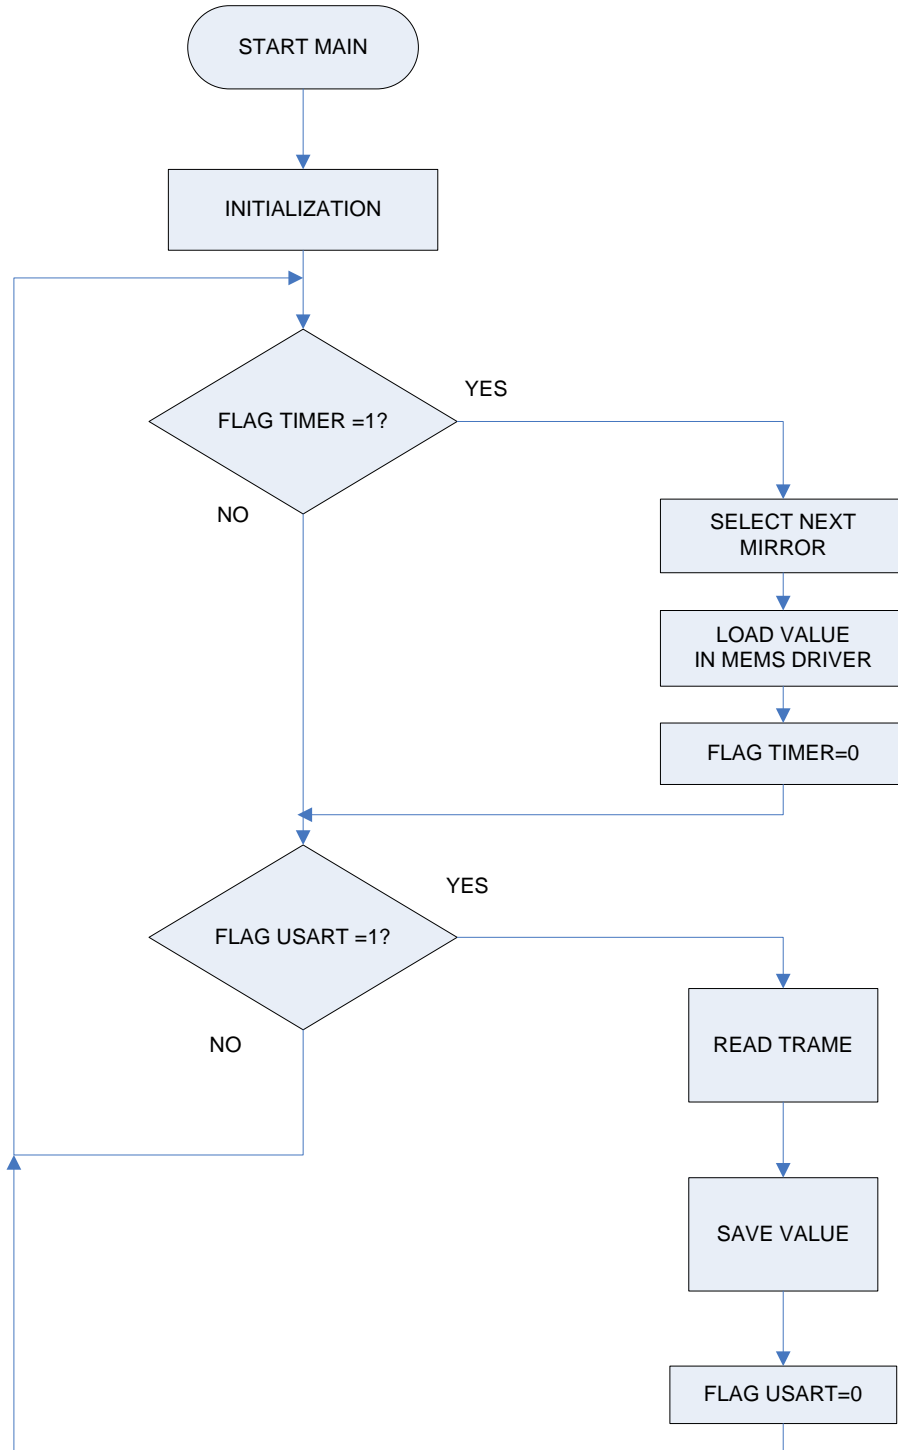 START MAIN
INITIALIZATION
FLAG TIMER =1?
YES
NO
SELECT NEXT
MIRROR
LOAD VALUE
IN MEMS DRIVER
FLAG TIMER=0
FLAG USART =1?
YES
NO
READ TRAME
SAVE VALUE
FLAG USART=0